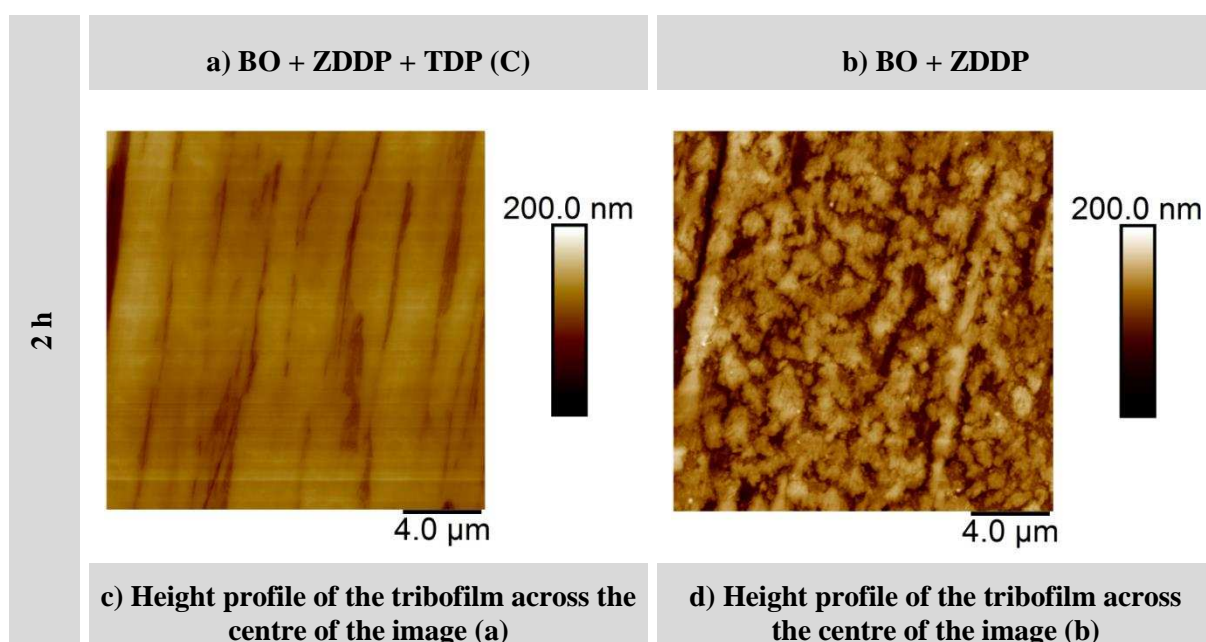 a) BO + ZDDP + TDP (C)
b) BO + ZDDP
2 h
200.0 nm
4.0 µm
200.0 nm
4.0 µm
c) Height profile of the tribofilm across the
centre of the image (a)
d) Height profile of the tribofilm across
the centre of the image (b)